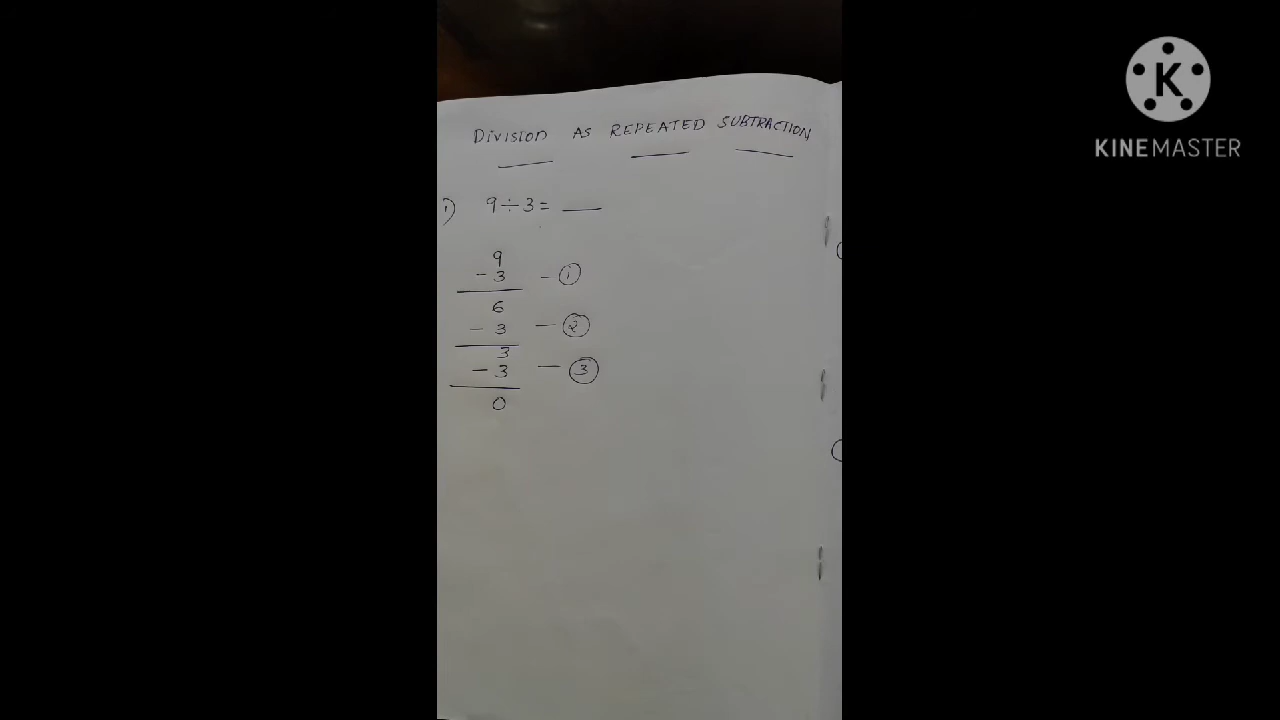 DIVISION AS REPEATED SUBTRACTION
1) 9 ÷ 3 = ___
9
- 3 - ①
6
- 3 — ②
3
- 3 — ③
0
K
KINEMASTER